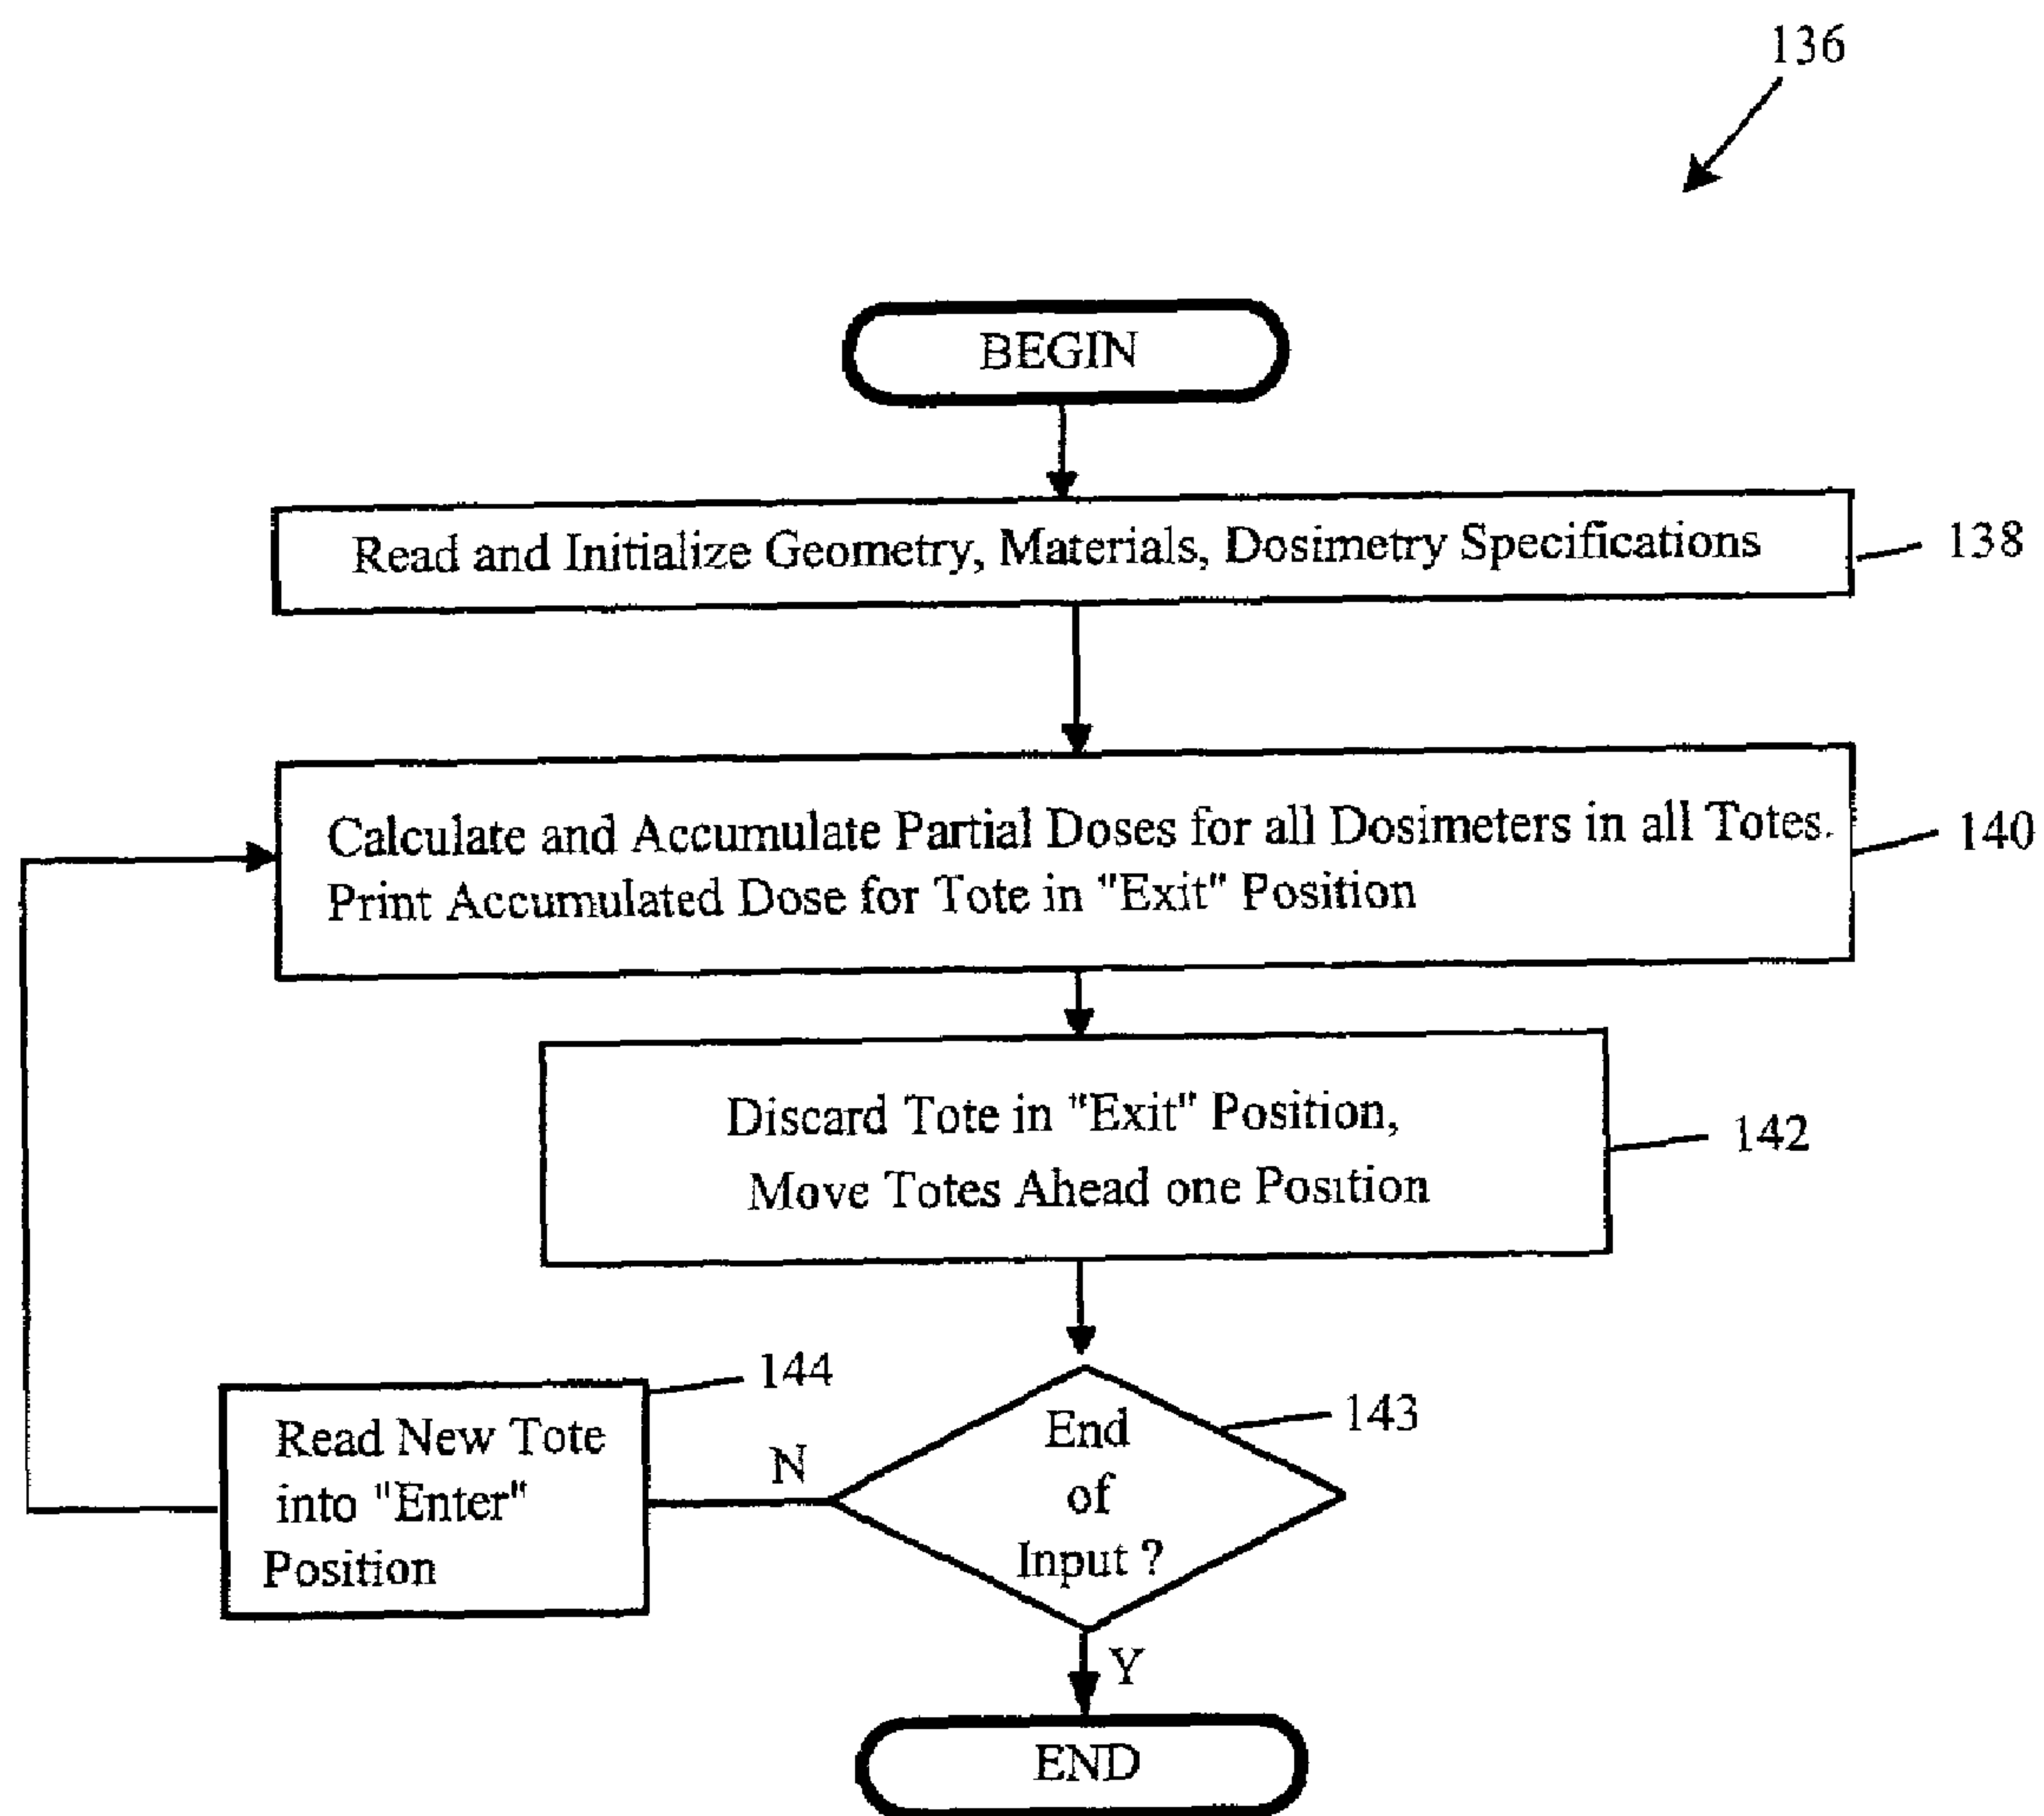 136
BEGIN
Read and Initialize Geometry, Materials, Dosimetry Specifications
138
Calculate and Accumulate Partial Doses for all Dosimeters in all Totes.
Print Accumulated Dose for Tote in "Exit" Position
140
Discard Tote in "Exit" Position,
Move Totes Ahead one Position
142
144
Read New Tote
into "Enter"
Position
N
End
of
Input ?
143
Y
END